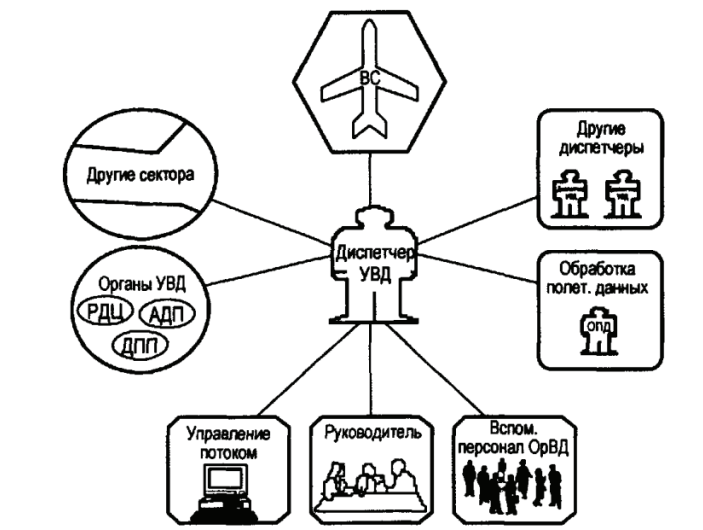 ВС
Другие
диспетчеры
Другие сектора
Диспетчер
УВД
Органы УВД
РДЦ
АДП
ДПП
Обработка
полет. данных
ОПД
Управление
потоком
Руководитель
Вспом.
персонал ОрВД